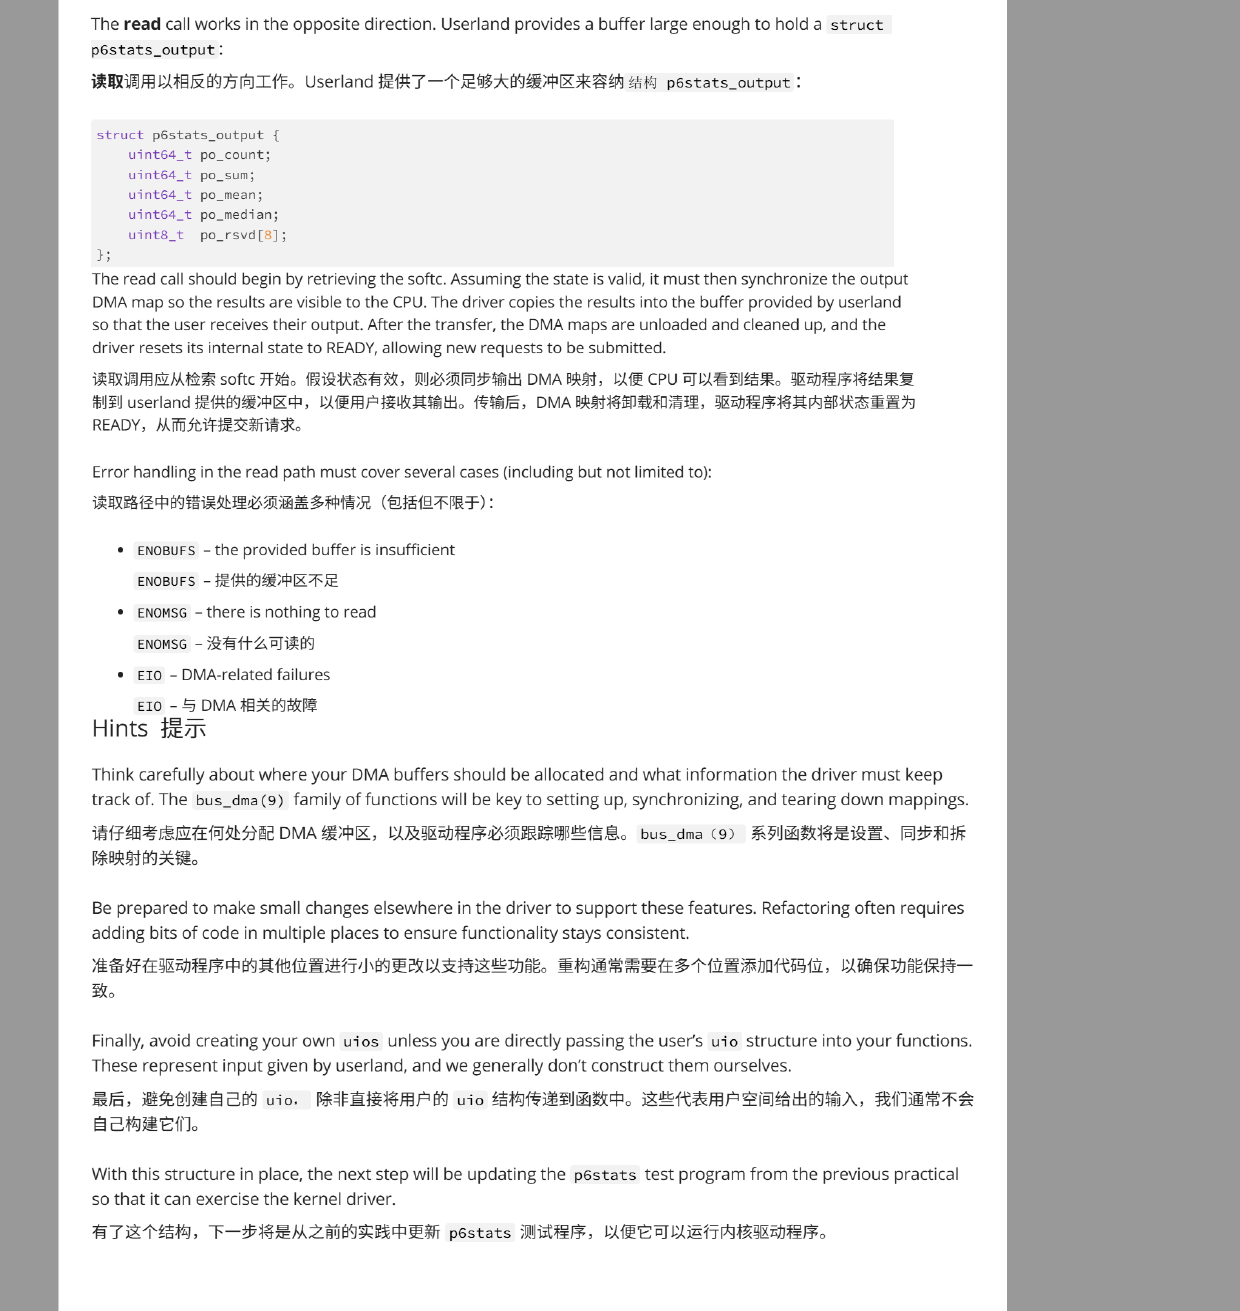 The read call works in the opposite direction. Userland provides a buffer large enough to hold a struct
p6stats_output:
读取调用以相反的方向工作。Userland 提供了一个足够大的缓冲区来容纳 结构 p6stats_output：
struct p6stats_output {
    uint64_t po_count;
    uint64_t po_sum;
    uint64_t po_mean;
    uint64_t po_median;
    uint8_t  po_rsvd[8];
};
The read call should begin by retrieving the softc. Assuming the state is valid, it must then synchronize the output
DMA map so the results are visible to the CPU. The driver copies the results into the buffer provided by userland
so that the user receives their output. After the transfer, the DMA maps are unloaded and cleaned up, and the
driver resets its internal state to READY, allowing new requests to be submitted.
读取调用应从检索 softc 开始。假设状态有效，则必须同步输出 DMA 映射，以便 CPU 可以看到结果。驱动程序将结果复
制到 userland 提供的缓冲区中，以便用户接收其输出。传输后，DMA 映射将卸载和清理，驱动程序将其内部状态重置为
READY，从而允许提交新请求。
Error handling in the read path must cover several cases (including but not limited to):
读取路径中的错误处理必须涵盖多种情况（包括但不限于）：
• ENOBUFS – the provided buffer is insufficient
ENOBUFS – 提供的缓冲区不足
• ENOMSG – there is nothing to read
ENOMSG – 没有什么可读的
• EIO – DMA-related failures
EIO – 与 DMA 相关的故障
Hints 提示
Think carefully about where your DMA buffers should be allocated and what information the driver must keep
track of. The bus_dma(9) family of functions will be key to setting up, synchronizing, and tearing down mappings.
请仔细考虑应在何处分配 DMA 缓冲区，以及驱动程序必须跟踪哪些信息。bus_dma（9） 系列函数将是设置、同步和拆
除映射的关键。
Be prepared to make small changes elsewhere in the driver to support these features. Refactoring often requires
adding bits of code in multiple places to ensure functionality stays consistent.
准备好在驱动程序中的其他位置进行小的更改以支持这些功能。重构通常需要在多个位置添加代码位，以确保功能保持一
致。
Finally, avoid creating your own uios unless you are directly passing the user’s uio structure into your functions.
These represent input given by userland, and we generally don’t construct them ourselves.
最后，避免创建自己的 uio． 除非直接将用户的 uio 结构传递到函数中。这些代表用户空间给出的输入，我们通常不会
自己构建它们。
With this structure in place, the next step will be updating the p6stats test program from the previous practical
so that it can exercise the kernel driver.
有了这个结构，下一步将是从之前的实践中更新 p6stats 测试程序，以便它可以运行内核驱动程序。